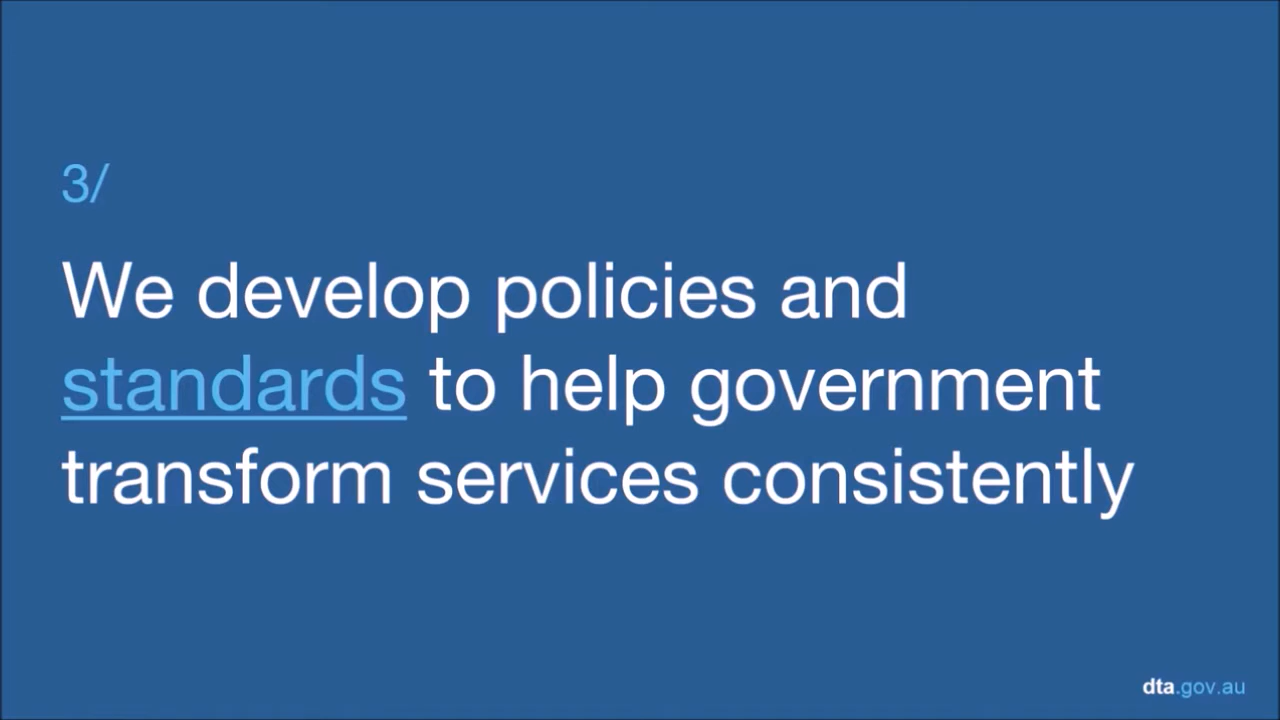 3/
We develop policies and
standards to help government
transform services consistently
dta.gov.au